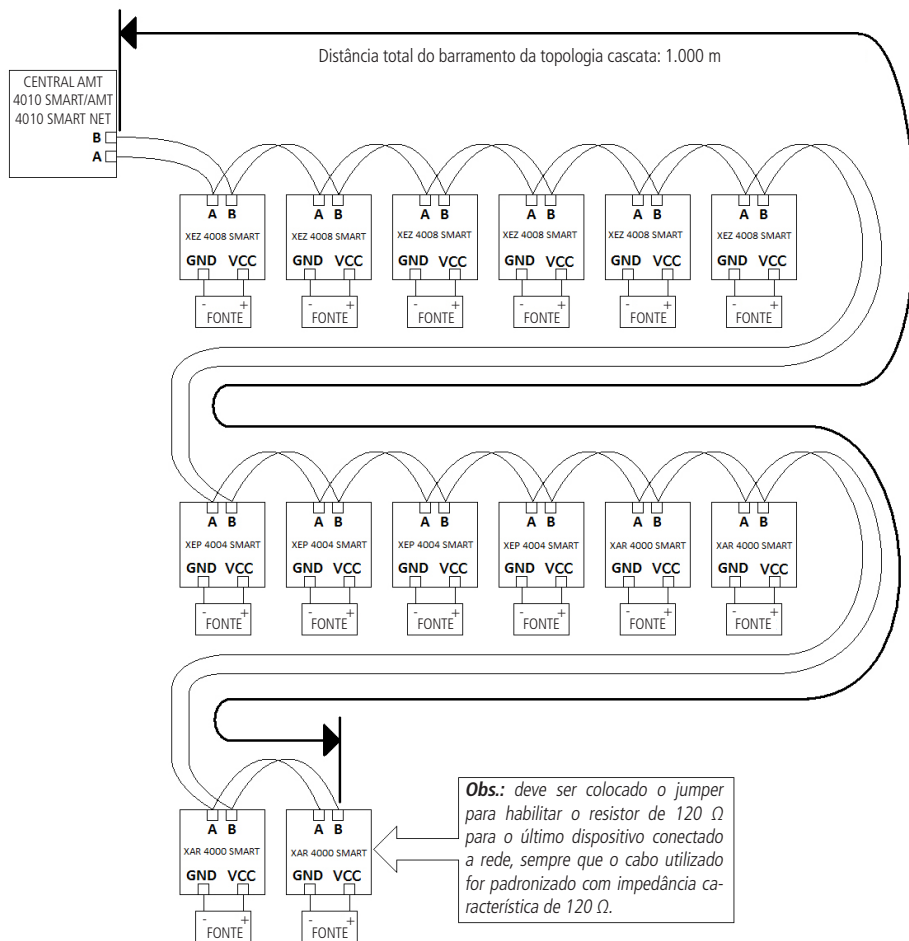 Distância total do barramento da topologia cascata: 1.000 m
CENTRAL AMT
4010 SMART/AMT
4010 SMART NET
B
A
A B A B A B A B A B A B
XEZ 4008 SMART XEZ 4008 SMART XEZ 4008 SMART XEZ 4008 SMART XEZ 4008 SMART XEZ 4008 SMART
GND VCC GND VCC GND VCC GND VCC GND VCC GND VCC
- + - + - + - + - + - +
FONTE FONTE FONTE FONTE FONTE FONTE
A B A B A B A B A B A B
XEP 4004 SMART XEP 4004 SMART XEP 4004 SMART XEP 4004 SMART XAR 4000 SMART XAR 4000 SMART
GND VCC GND VCC GND VCC GND VCC GND VCC GND VCC
- + - + - + - + - + - +
FONTE FONTE FONTE FONTE FONTE FONTE
A B A B
XAR 4000 SMART XAR 4000 SMART
GND VCC GND VCC
- + - +
FONTE FONTE
Obs.: deve ser colocado o jumper
para habilitar o resistor de 120 Ω
para o último dispositivo conectado
a rede, sempre que o cabo utilizado
for padronizado com impedância ca-
racterística de 120 Ω.